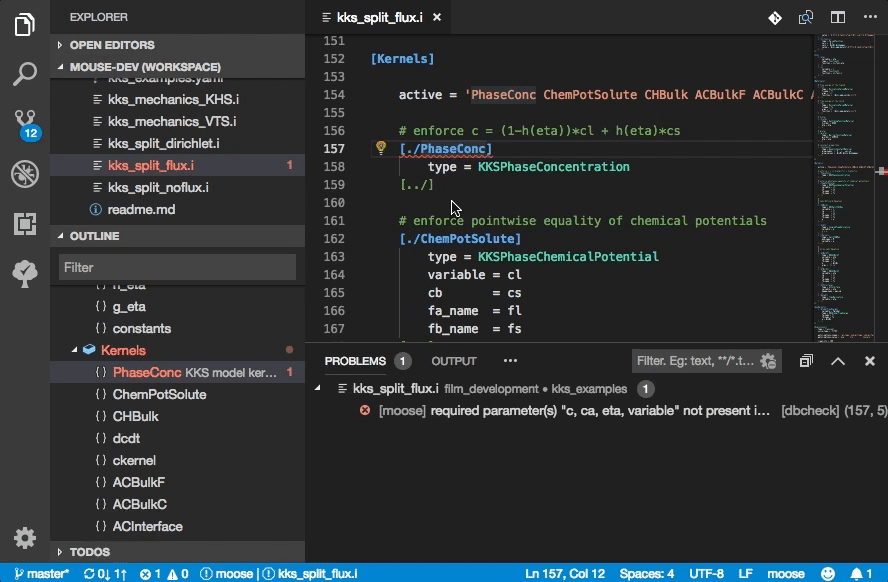 EXPLORER
OPEN EDITORS
MOUSE-DEV (WORKSPACE)
kks_examples.yaml
kks_mechanics_KHS.i
kks_mechanics_VTS.i
kks_split_dirichlet.i
kks_split_flux.i 1
kks_split_noflux.i
readme.md
12
OUTLINE
Filter
h_eta
g_eta
constants
Kernels
PhaseConc KKS model ker... 1
ChemPotSolute
CHBulk
dcdt
ckernel
ACBulkF
ACBulkC
ACInterface
TODOS
kks_split_flux.i
151
152 [Kernels]
153
154 active = 'PhaseConc ChemPotSolute CHBulk ACBulkF ACBulkC
155
156 # enforce c = (1-h(eta))*cl + h(eta)*cs
157 [./PhaseConc]
158 type = KKSPhaseConcentration
159 [../]
160
161 # enforce pointwise equality of chemical potentials
162 [./ChemPotSolute]
163 type = KKSPhaseChemicalPotential
164 variable = cl
165 cb = cs
166 fa_name = fl
167 fb_name = fs
PROBLEMS 1 OUTPUT ... Filter. Eg: text, **/*.t...
kks_split_flux.i film_development • kks_examples 1
[moose] required parameter(s) "c, ca, eta, variable" not present i... [dbcheck] (157, 5)
master* 0↓ 1↑ 1 0 moose | kks_split_flux.i Ln 157, Col 12 Spaces: 4 UTF-8 LF moose 1